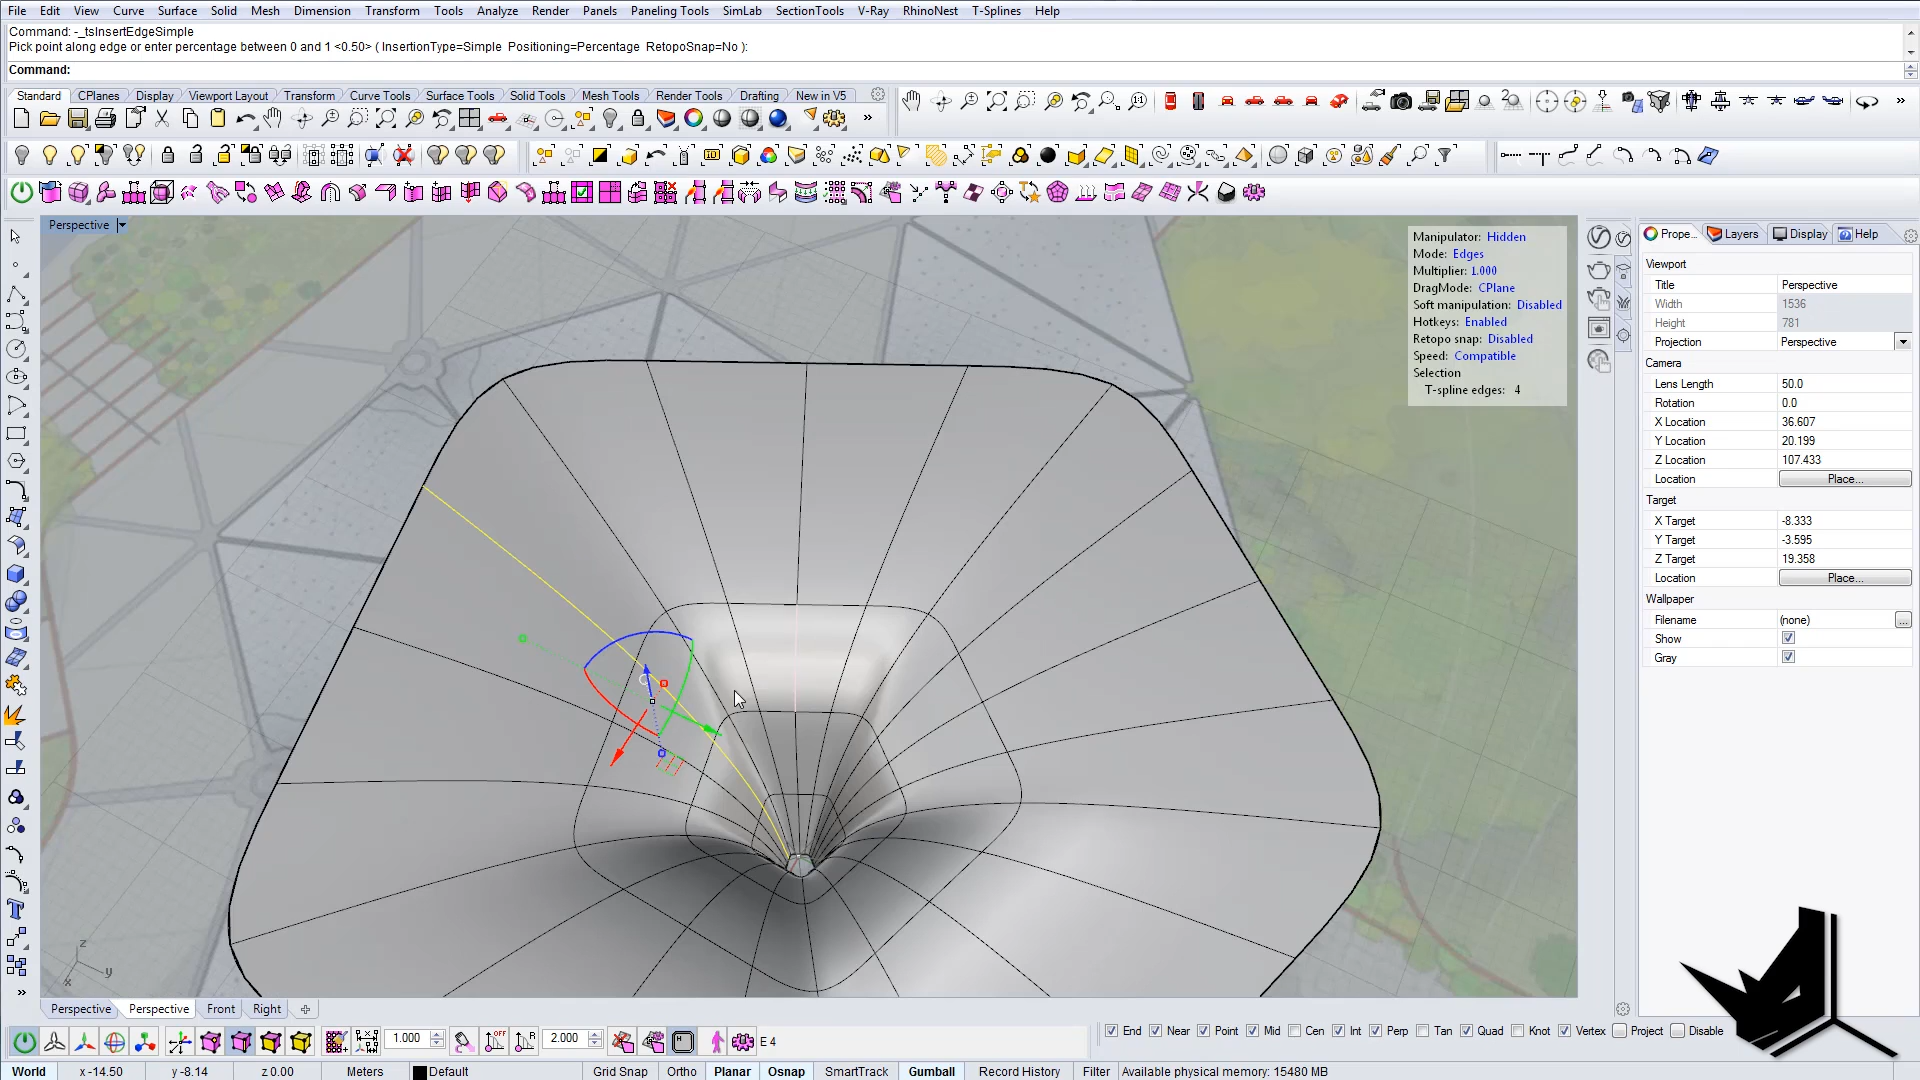 File Edit View Curve Surface Solid Mesh Dimension Transform Tools Analyze Render Panels Paneling Tools SimLab SectionTools V-Ray RhinoNest T-Splines Help
Command: -_tsInsertEdgeSimple
Pick point along edge or enter percentage between 0 and 1 <0.50> ( InsertionType=Simple Positioning=Percentage RetopoSnap=No ):
Command:
Standard CPlanes Display Viewport Layout Transform Curve Tools Surface Tools Solid Tools Mesh Tools Render Tools Drafting New in V5
Perspective
Manipulator: Hidden
Mode: Edges
Multiplier: 1.000
DragMode: CPlane
Soft manipulation: Disabled
Hotkeys: Enabled
Retopo snap: Disabled
Speed: Compatible
Selection
T-spline edges: 4
Prope... Layers Display Help
Viewport
Title Perspective
Width 1536
Height 781
Projection Perspective
Camera
Lens Length 50.0
Rotation 0.0
X Location 36.607
Y Location 20.199
Z Location 107.433
Location Place...
Target
X Target -8.333
Y Target -3.595
Z Target 19.358
Location Place...
Wallpaper
Filename (none) ...
Show
Gray
z
y
x
Perspective Perspective Front Right
1.000 2.000 E 4
End Near Point Mid Cen Int Perp Tan Quad Knot Vertex Project Disable
World x -14.50 y -8.14 z 0.00 Meters Default Grid Snap Ortho Planar Osnap SmartTrack Gumball Record History Filter Available physical memory: 15480 MB